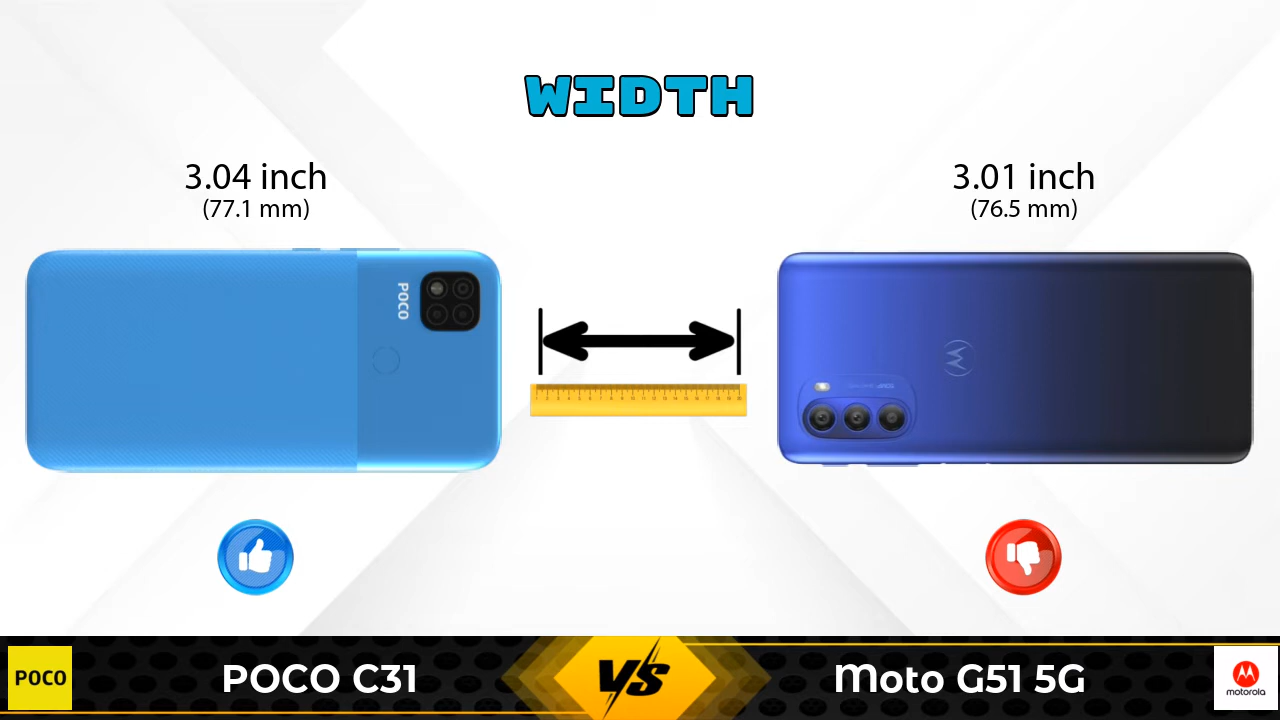 WIDTH
3.04 inch
(77.1 mm)
3.01 inch
(76.5 mm)
POCO
POCO
POCO C31
VS
Moto G51 5G
motorola